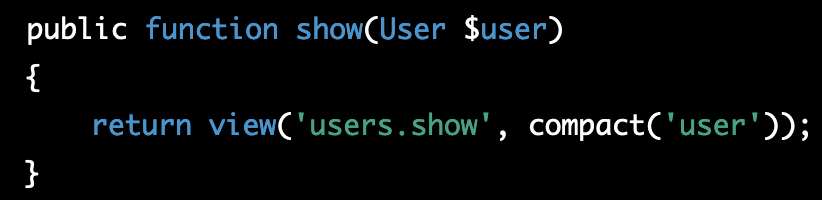 public function show(User $user)
{
    return view('users.show', compact('user'));
}